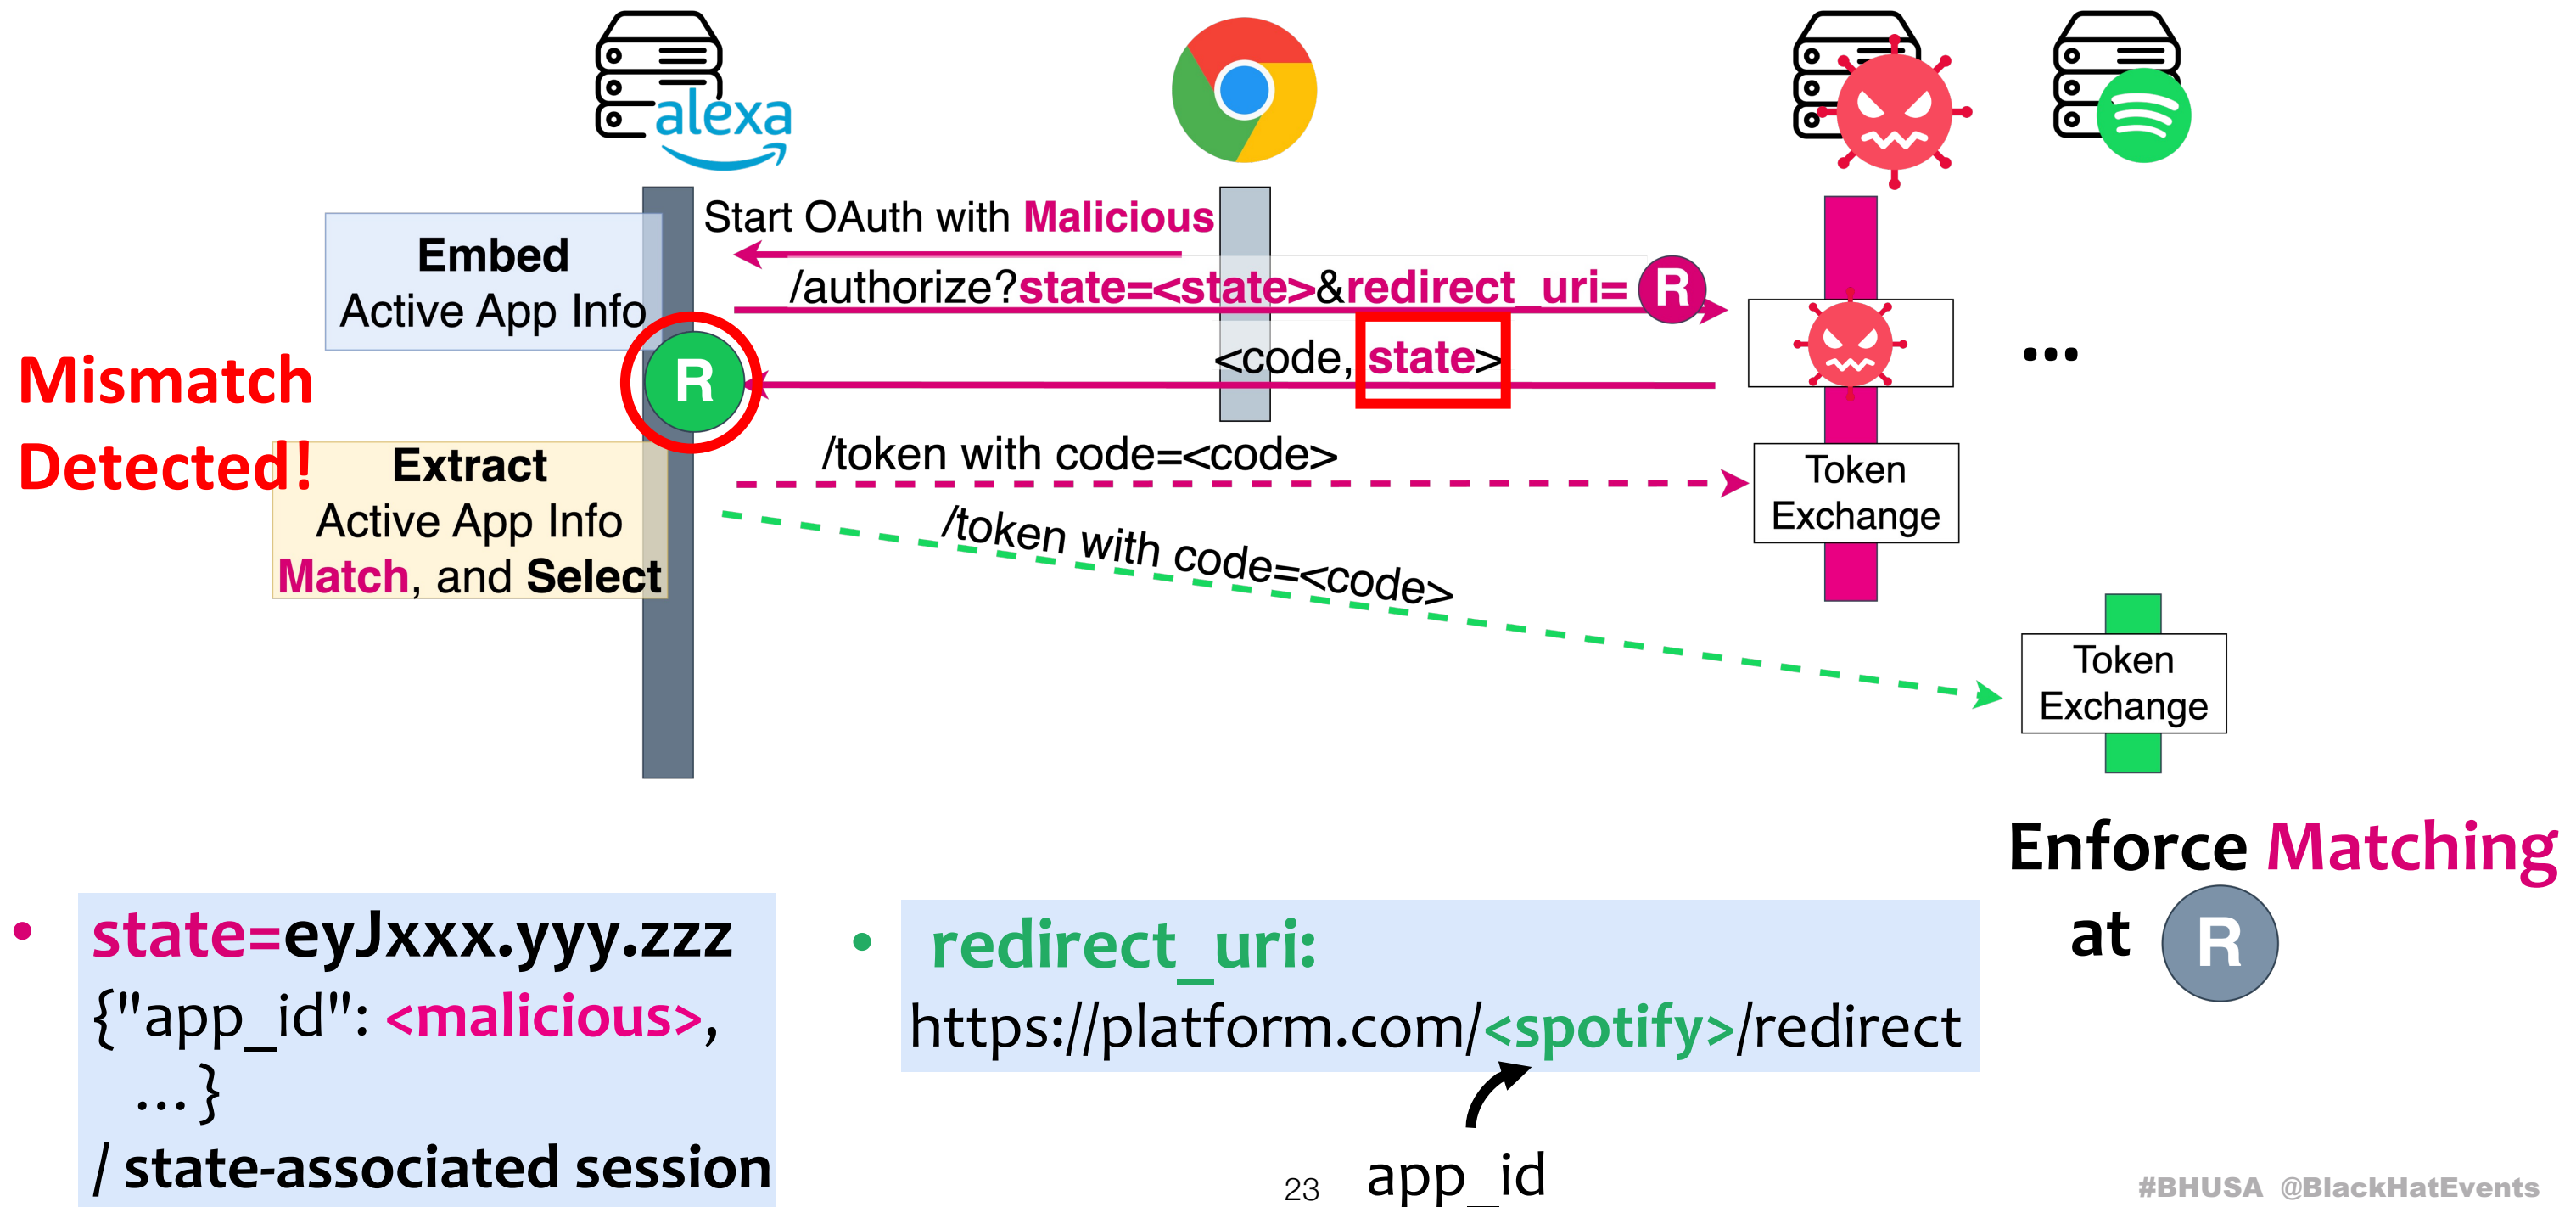 alexa
Start OAuth with Malicious
Embed
Active App Info
/authorize?state=<state>&redirect_uri= R
<code, state>
...
Mismatch
Detected!
R
Extract
Active App Info
Match, and Select
/token with code=<code>
Token
Exchange
/token with code=<code>
Token
Exchange
Enforce Matching
at R
• state=eyJxxx.yyy.zzz
{"app_id": <malicious>,
...}
/ state-associated session
• redirect_uri:
https://platform.com/<spotify>/redirect
app_id
23
#BHUSA @BlackHatEvents